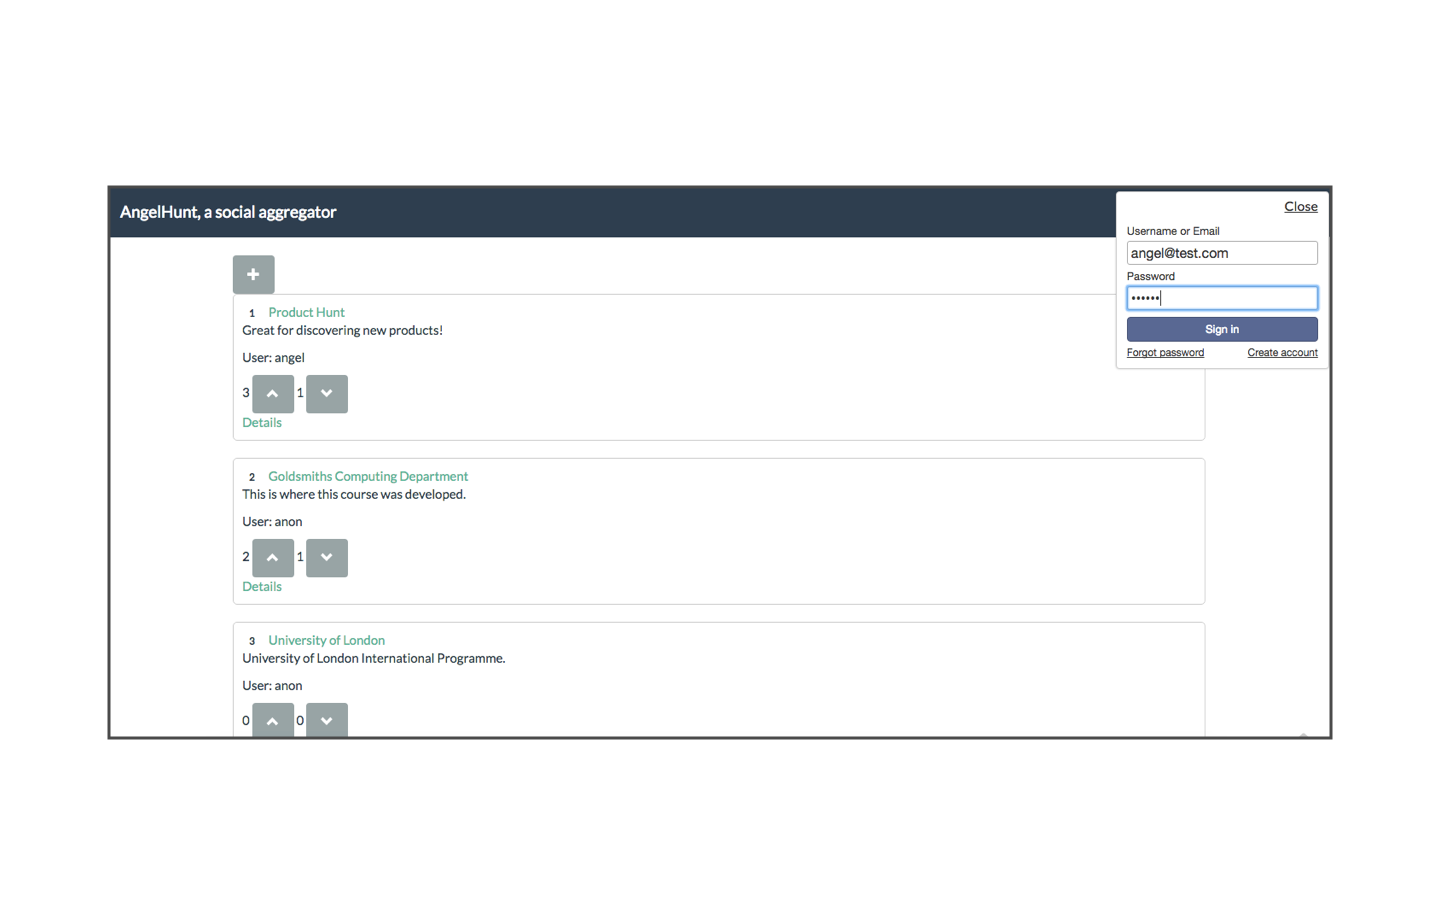 AngelHunt, a social aggregator
Close
Username or Email
angel@test.com
Password
••••••
Sign in
Forgot password Create account
1 Product Hunt
Great for discovering new products!
User: angel
3 1
Details
2 Goldsmiths Computing Department
This is where this course was developed.
User: anon
2 1
Details
3 University of London
University of London International Programme.
User: anon
0 0